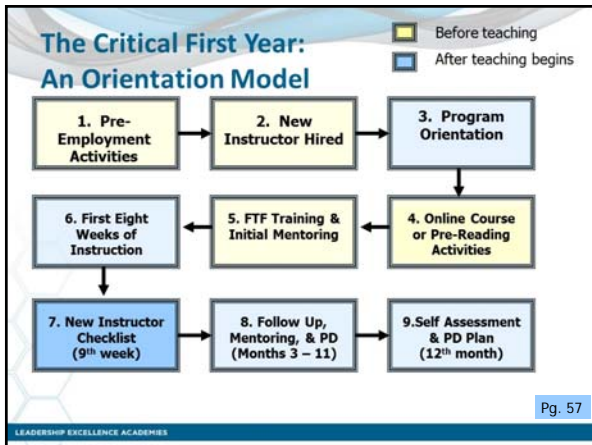 The Critical First Year:
An Orientation Model
Before teaching
After teaching begins
1. Pre-
Employment
Activities
2. New
Instructor Hired
3. Program
Orientation
6. First Eight
Weeks of
Instruction
5. FTF Training &
Initial Mentoring
4. Online Course
or Pre-Reading
Activities
7. New Instructor
Checklist
(9th week)
8. Follow Up,
Mentoring, & PD
(Months 3 – 11)
9.Self Assessment
& PD Plan
(12th month)
Pg. 57
LEADERSHIP EXCELLENCE ACADEMIES